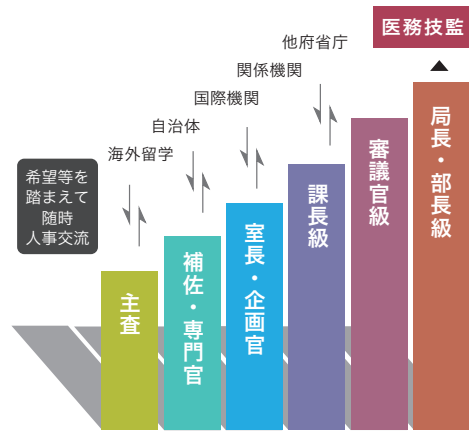 医務技監
他府省庁
関係機関
国際機関
自治体
海外留学
希望等を
踏まえて
随時
人事交流
主査
補佐・専門官
室長・企画官
課長級
審議官級
局長・部長級